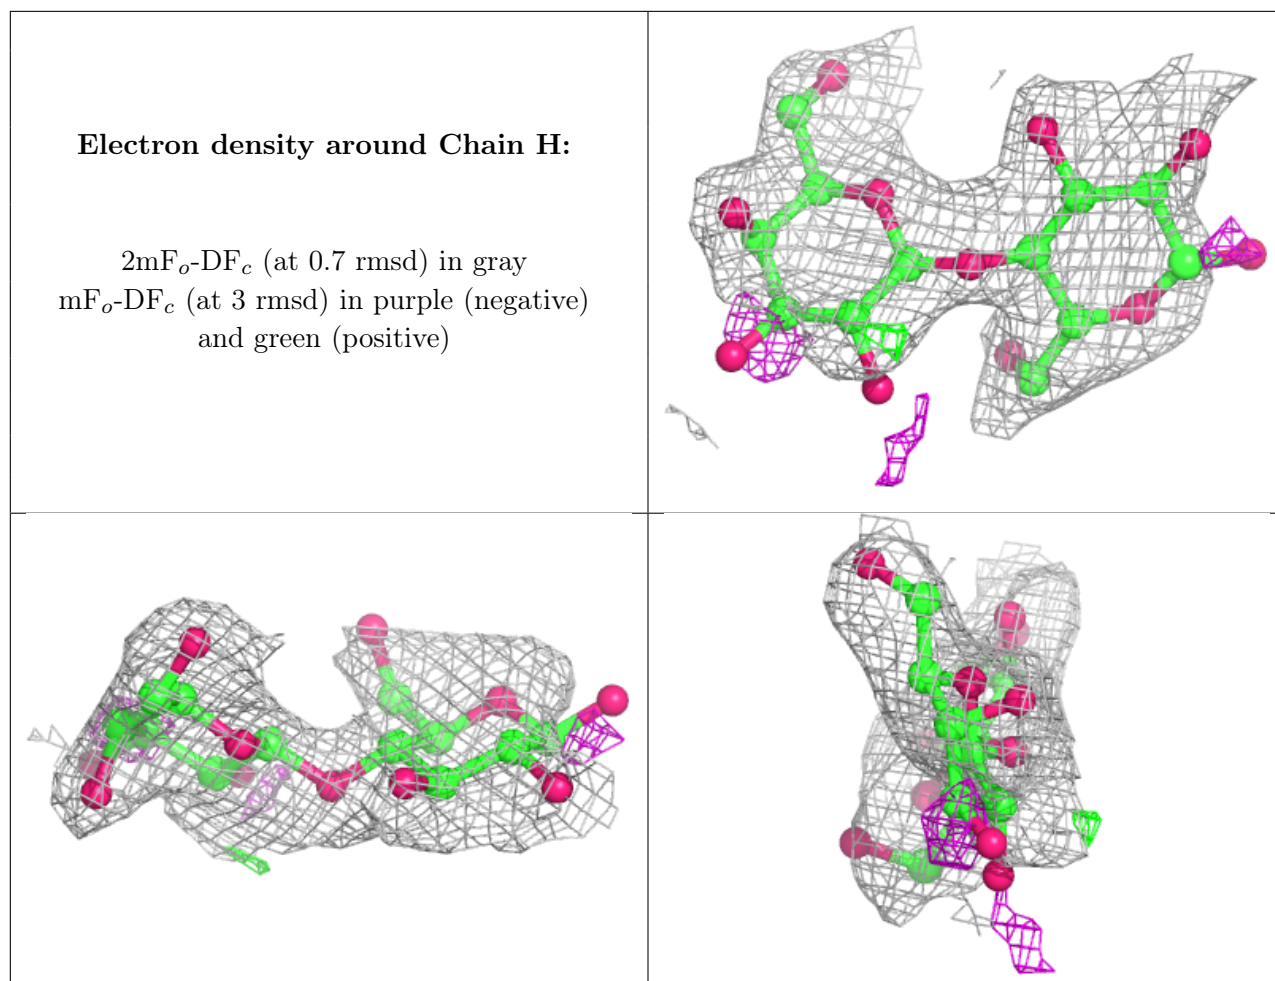 Electron density around Chain H:
2mFₒ-DF𝑐 (at 0.7 rmsd) in gray
mFₒ-DF𝑐 (at 3 rmsd) in purple (negative)
and green (positive)